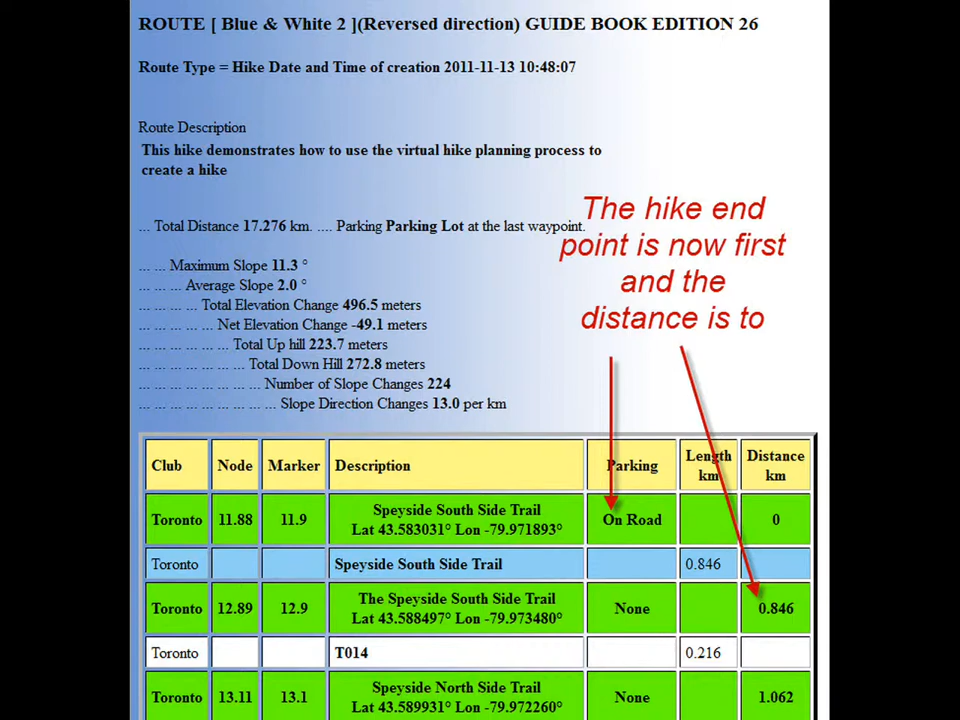 ROUTE [ Blue & White 2 ](Reversed direction) GUIDE BOOK EDITION 26
Route Type = Hike Date and Time of creation 2011-11-13 10:48:07
Route Description
This hike demonstrates how to use the virtual hike planning process to
create a hike
... Total Distance 17.276 km. .... Parking Parking Lot at the last waypoint.
... ... Maximum Slope 11.3 °
... ... ... Average Slope 2.0 °
... ... ... ... Total Elevation Change 496.5 meters
... ... ... ... ... Net Elevation Change -49.1 meters
... ... ... ... ... ... Total Up hill 223.7 meters
... ... ... ... ... ... ... Total Down Hill 272.8 meters
... ... ... ... ... ... ... ... Number of Slope Changes 224
... ... ... ... ... ... ... ... ... Slope Direction Changes 13.0 per km
The hike end
point is now first
and the
distance is to
Club Node Marker Description Parking Length km Distance km
Toronto 11.88 11.9 Speyside South Side Trail On Road 0
Lat 43.583031° Lon -79.971893°
Toronto Speyside South Side Trail 0.846
Toronto 12.89 12.9 The Speyside South Side Trail None 0.846
Lat 43.588497° Lon -79.973480°
Toronto T014 0.216
Toronto 13.11 13.1 Speyside North Side Trail None 1.062
Lat 43.589931° Lon -79.972260°